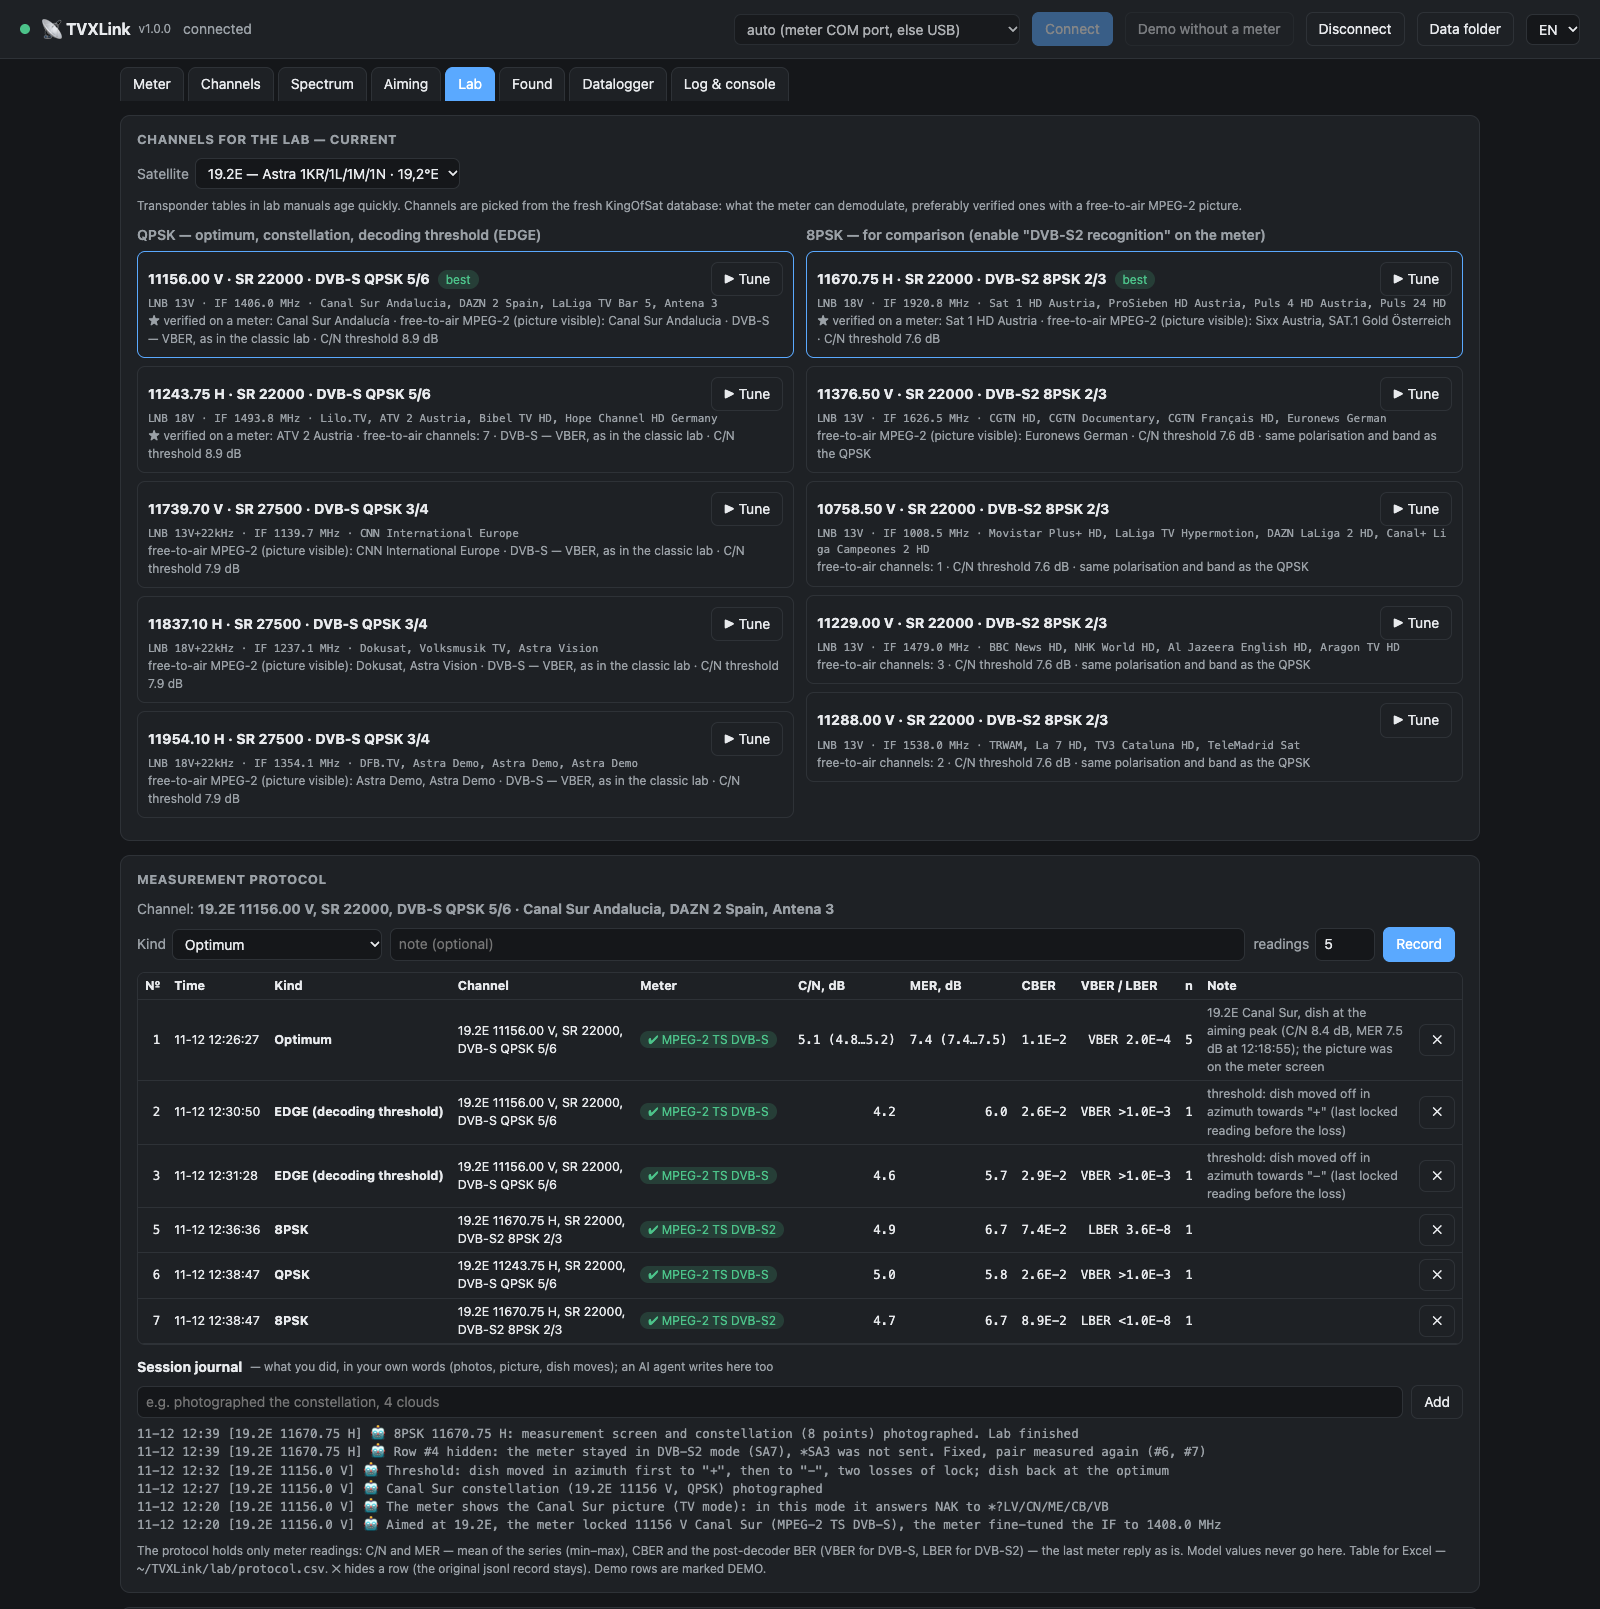 TVXLink v1.0.0 connected auto (meter COM port, else USB) Connect Demo without a meter Disconnect Data folder EN
Meter Channels Spectrum Aiming Lab Found Datalogger Log & console
CHANNELS FOR THE LAB — CURRENT
Satellite 19.2E — Astra 1KR/1L/1M/1N · 19,2°E
Transponder tables in lab manuals age quickly. Channels are picked from the fresh KingOfSat database: what the meter can demodulate, preferably verified ones with a free-to-air MPEG-2 picture.
QPSK — optimum, constellation, decoding threshold (EDGE)
11156.00 V · SR 22000 · DVB-S QPSK 5/6 best ▶ Tune
LNB 13V · IF 1406.0 MHz · Canal Sur Andalucia, DAZN 2 Spain, LaLiga TV Bar 5, Antena 3
★ verified on a meter: Canal Sur Andalucía · free-to-air MPEG-2 (picture visible): Canal Sur Andalucia · DVB-S
— VBER, as in the classic lab · C/N threshold 8.9 dB
11243.75 H · SR 22000 · DVB-S QPSK 5/6 ▶ Tune
LNB 18V · IF 1493.8 MHz · Lilo.TV, ATV 2 Austria, Bibel TV HD, Hope Channel HD Germany
★ verified on a meter: ATV 2 Austria · free-to-air channels: 7 · DVB-S — VBER, as in the classic lab · C/N
threshold 8.9 dB
11739.70 V · SR 27500 · DVB-S QPSK 3/4 ▶ Tune
LNB 13V+22kHz · IF 1139.7 MHz · CNN International Europe
free-to-air MPEG-2 (picture visible): CNN International Europe · DVB-S — VBER, as in the classic lab · C/N
threshold 7.9 dB
11837.10 H · SR 27500 · DVB-S QPSK 3/4 ▶ Tune
LNB 18V+22kHz · IF 1237.1 MHz · Dokusat, Volksmusik TV, Astra Vision
free-to-air MPEG-2 (picture visible): Dokusat, Astra Vision · DVB-S — VBER, as in the classic lab · C/N threshold
7.9 dB
11954.10 H · SR 27500 · DVB-S QPSK 3/4 ▶ Tune
LNB 18V+22kHz · IF 1354.1 MHz · DFB.TV, Astra Demo, Astra Demo, Astra Demo
free-to-air MPEG-2 (picture visible): Astra Demo, Astra Demo · DVB-S — VBER, as in the classic lab · C/N
threshold 7.9 dB
8PSK — for comparison (enable "DVB-S2 recognition" on the meter)
11670.75 H · SR 22000 · DVB-S2 8PSK 2/3 best ▶ Tune
LNB 18V · IF 1920.8 MHz · Sat 1 HD Austria, ProSieben HD Austria, Puls 4 HD Austria, Puls 24 HD
★ verified on a meter: Sat 1 HD Austria · free-to-air MPEG-2 (picture visible): Sixx Austria, SAT.1 Gold Österreich
· C/N threshold 7.6 dB
11376.50 V · SR 22000 · DVB-S2 8PSK 2/3 ▶ Tune
LNB 13V · IF 1626.5 MHz · CGTN HD, CGTN Documentary, CGTN Français HD, Euronews German
free-to-air MPEG-2 (picture visible): Euronews German · C/N threshold 7.6 dB · same polarisation and band as
the QPSK
10758.50 V · SR 22000 · DVB-S2 8PSK 2/3 ▶ Tune
LNB 13V · IF 1008.5 MHz · Movistar Plus+ HD, LaLiga TV Hypermotion, DAZN LaLiga 2 HD, Canal+ Li
ga Campeones 2 HD
free-to-air channels: 1 · C/N threshold 7.6 dB · same polarisation and band as the QPSK
11229.00 V · SR 22000 · DVB-S2 8PSK 2/3 ▶ Tune
LNB 13V · IF 1479.0 MHz · BBC News HD, NHK World HD, Al Jazeera English HD, Aragon TV HD
free-to-air channels: 3 · C/N threshold 7.6 dB · same polarisation and band as the QPSK
11288.00 V · SR 22000 · DVB-S2 8PSK 2/3 ▶ Tune
LNB 13V · IF 1538.0 MHz · TRWAM, La 7 HD, TV3 Cataluna HD, TeleMadrid Sat
free-to-air channels: 2 · C/N threshold 7.6 dB · same polarisation and band as the QPSK
MEASUREMENT PROTOCOL
Channel: 19.2E 11156.00 V, SR 22000, DVB-S QPSK 5/6 · Canal Sur Andalucia, DAZN 2 Spain, Antena 3
Kind Optimum note (optional) readings 5 Record
№ Time Kind Channel Meter C/N, dB MER, dB CBER VBER / LBER n Note
1 11-12 12:26:27 Optimum 19.2E 11156.00 V, SR 22000, DVB-S QPSK 5/6 ✔ MPEG-2 TS DVB-S 5.1 (4.8…5.2) 7.4 (7.4…7.5) 1.1E−2 VBER 2.0E−4 5 19.2E Canal Sur, dish at the aiming peak (C/N 8.4 dB, MER 7.5 dB at 12:18:55); the picture was on the meter screen ✕
2 11-12 12:30:50 EDGE (decoding threshold) 19.2E 11156.00 V, SR 22000, DVB-S QPSK 5/6 ✔ MPEG-2 TS DVB-S 4.2 6.0 2.6E−2 VBER >1.0E−3 1 threshold: dish moved off in azimuth towards "+" (last locked reading before the loss) ✕
3 11-12 12:31:28 EDGE (decoding threshold) 19.2E 11156.00 V, SR 22000, DVB-S QPSK 5/6 ✔ MPEG-2 TS DVB-S 4.6 5.7 2.9E−2 VBER >1.0E−3 1 threshold: dish moved off in azimuth towards "−" (last locked reading before the loss) ✕
5 11-12 12:36:36 8PSK 19.2E 11670.75 H, SR 22000, DVB-S2 8PSK 2/3 ✔ MPEG-2 TS DVB-S2 4.9 6.7 7.4E−2 LBER 3.6E−8 1 ✕
6 11-12 12:38:47 QPSK 19.2E 11243.75 H, SR 22000, DVB-S QPSK 5/6 ✔ MPEG-2 TS DVB-S 5.0 5.8 2.6E−2 VBER >1.0E−3 1 ✕
7 11-12 12:38:47 8PSK 19.2E 11670.75 H, SR 22000, DVB-S2 8PSK 2/3 ✔ MPEG-2 TS DVB-S2 4.7 6.7 8.9E−2 LBER <1.0E−8 1 ✕
Session journal — what you did, in your own words (photos, picture, dish moves); an AI agent writes here too
e.g. photographed the constellation, 4 clouds Add
11-12 12:39 [19.2E 11670.75 H] 8PSK 11670.75 H: measurement screen and constellation (8 points) photographed. Lab finished
11-12 12:39 [19.2E 11670.75 H] Row #4 hidden: the meter stayed in DVB-S2 mode (SA7), *SA3 was not sent. Fixed, pair measured again (#6, #7)
11-12 12:32 [19.2E 11156.0 V] Threshold: dish moved in azimuth first to "+", then to "−", two losses of lock; dish back at the optimum
11-12 12:27 [19.2E 11156.0 V] Canal Sur constellation (19.2E 11156 V, QPSK) photographed
11-12 12:20 [19.2E 11156.0 V] The meter shows the Canal Sur picture (TV mode): in this mode it answers NAK to *?LV/CN/ME/CB/VB
11-12 12:20 [19.2E 11156.0 V] Aimed at 19.2E, the meter locked 11156 V Canal Sur (MPEG-2 TS DVB-S), the meter fine-tuned the IF to 1408.0 MHz
The protocol holds only meter readings: C/N and MER — mean of the series (min–max), CBER and the post-decoder BER (VBER for DVB-S, LBER for DVB-S2) — the last meter reply as is. Model values never go here. Table for Excel —
~/TVXLink/lab/protocol.csv. ✕ hides a row (the original jsonl record stays). Demo rows are marked DEMO.